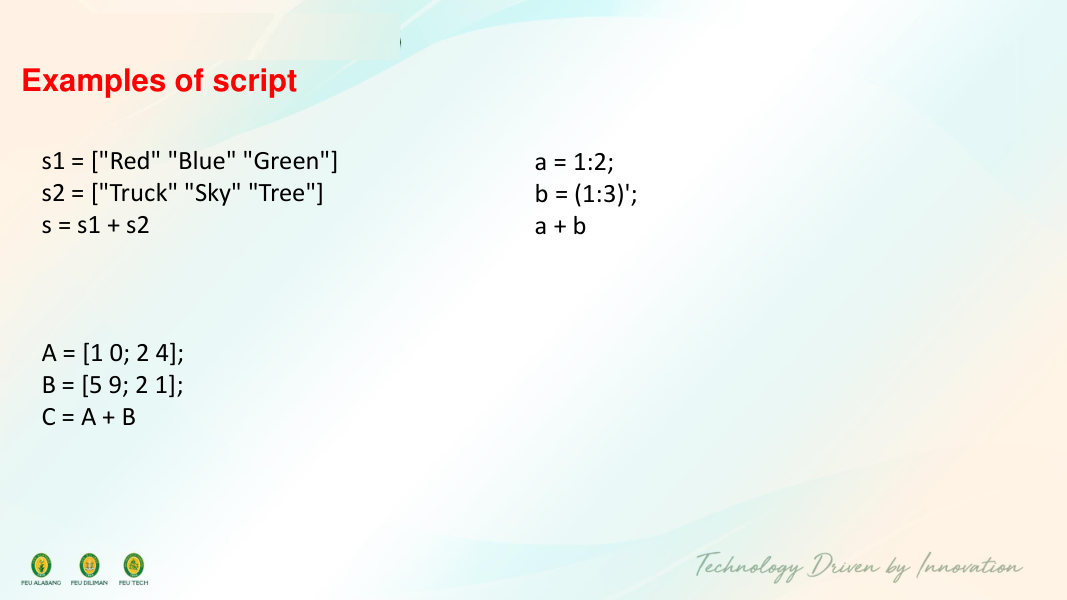 Examples of script
s1 = ["Red" "Blue" "Green"]
s2 = ["Truck" "Sky" "Tree"]
s = s1 + s2
a = 1:2;
b = (1:3)';
a + b
A = [1 0; 2 4];
B = [5 9; 2 1];
C = A + B
FEU ALABANG FEU DILIMAN FEU TECH
Technology Driven by Innovation